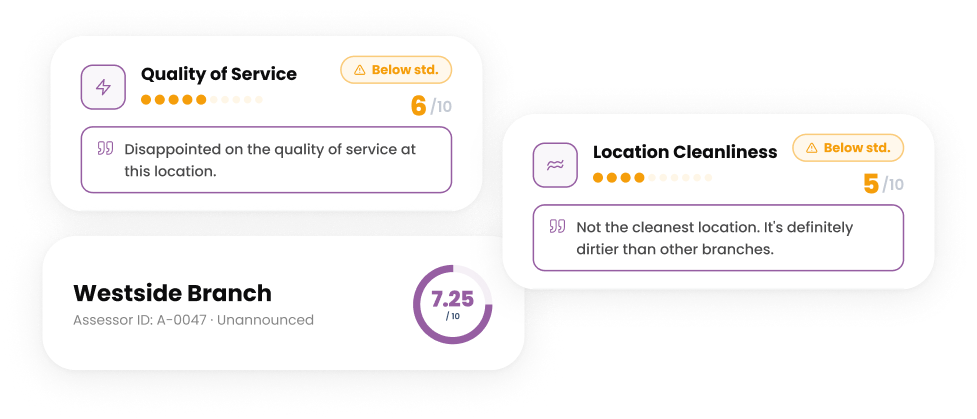 Quality of Service
Below std.
6/10
Disappointed on the quality of service at
this location.
Location Cleanliness
Below std.
5/10
Not the cleanest location. It's definitely
dirtier than other branches.
Westside Branch
Assessor ID: A-0047 · Unannounced
7.25
/ 10